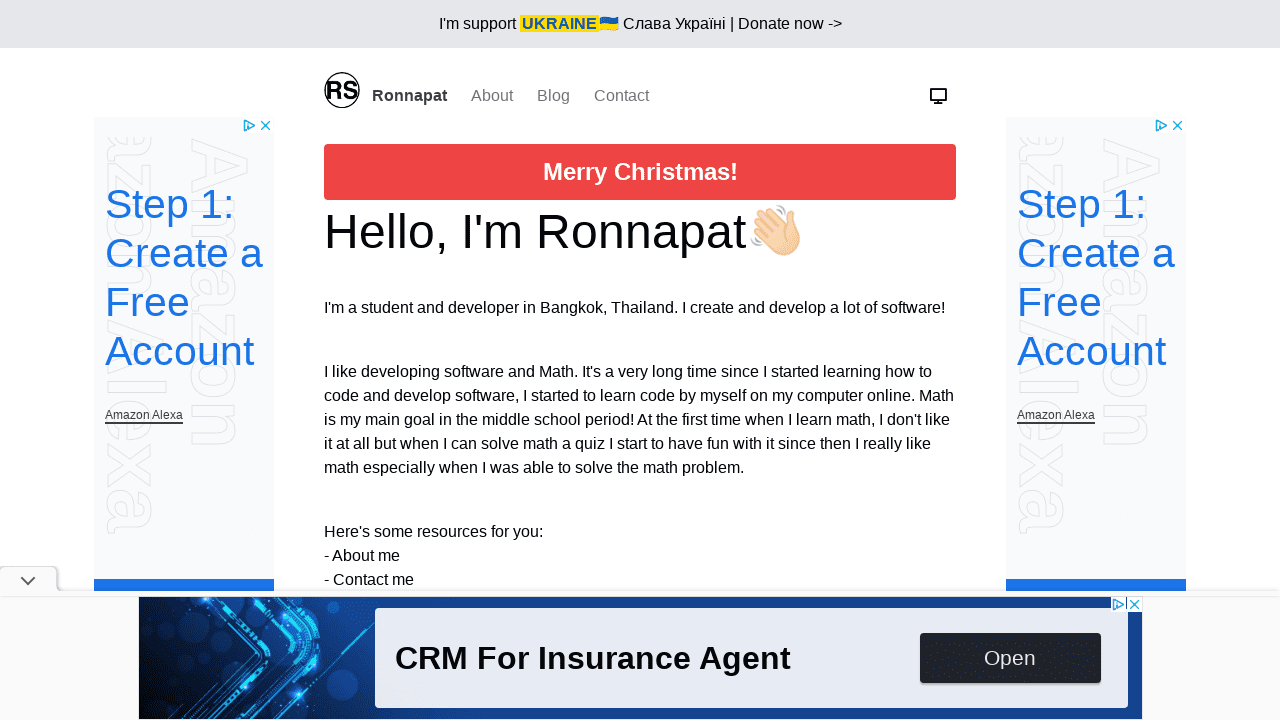 I'm support UKRAINE🇺🇦 Слава Україні | Donate now ->
RS
Ronnapat About Blog Contact
Merry Christmas!
Hello, I'm Ronnapat👋🏻
I'm a student and developer in Bangkok, Thailand. I create and develop a lot of software!
I like developing software and Math. It's a very long time since I started learning how to
code and develop software, I started to learn code by myself on my computer online. Math
is my main goal in the middle school period! At the first time when I learn math, I don't like
it at all but when I can solve math a quiz I start to have fun with it since then I really like
math especially when I was able to solve the math problem.
Here's some resources for you:
- About me
- Contact me
Step 1:
Create a
Free
Account
Amazon Alexa
Amazon
Amazon Alexa
Step 1:
Create a
Free
Account
Amazon Alexa
Amazon
Amazon Alexa
CRM For Insurance Agent
Open